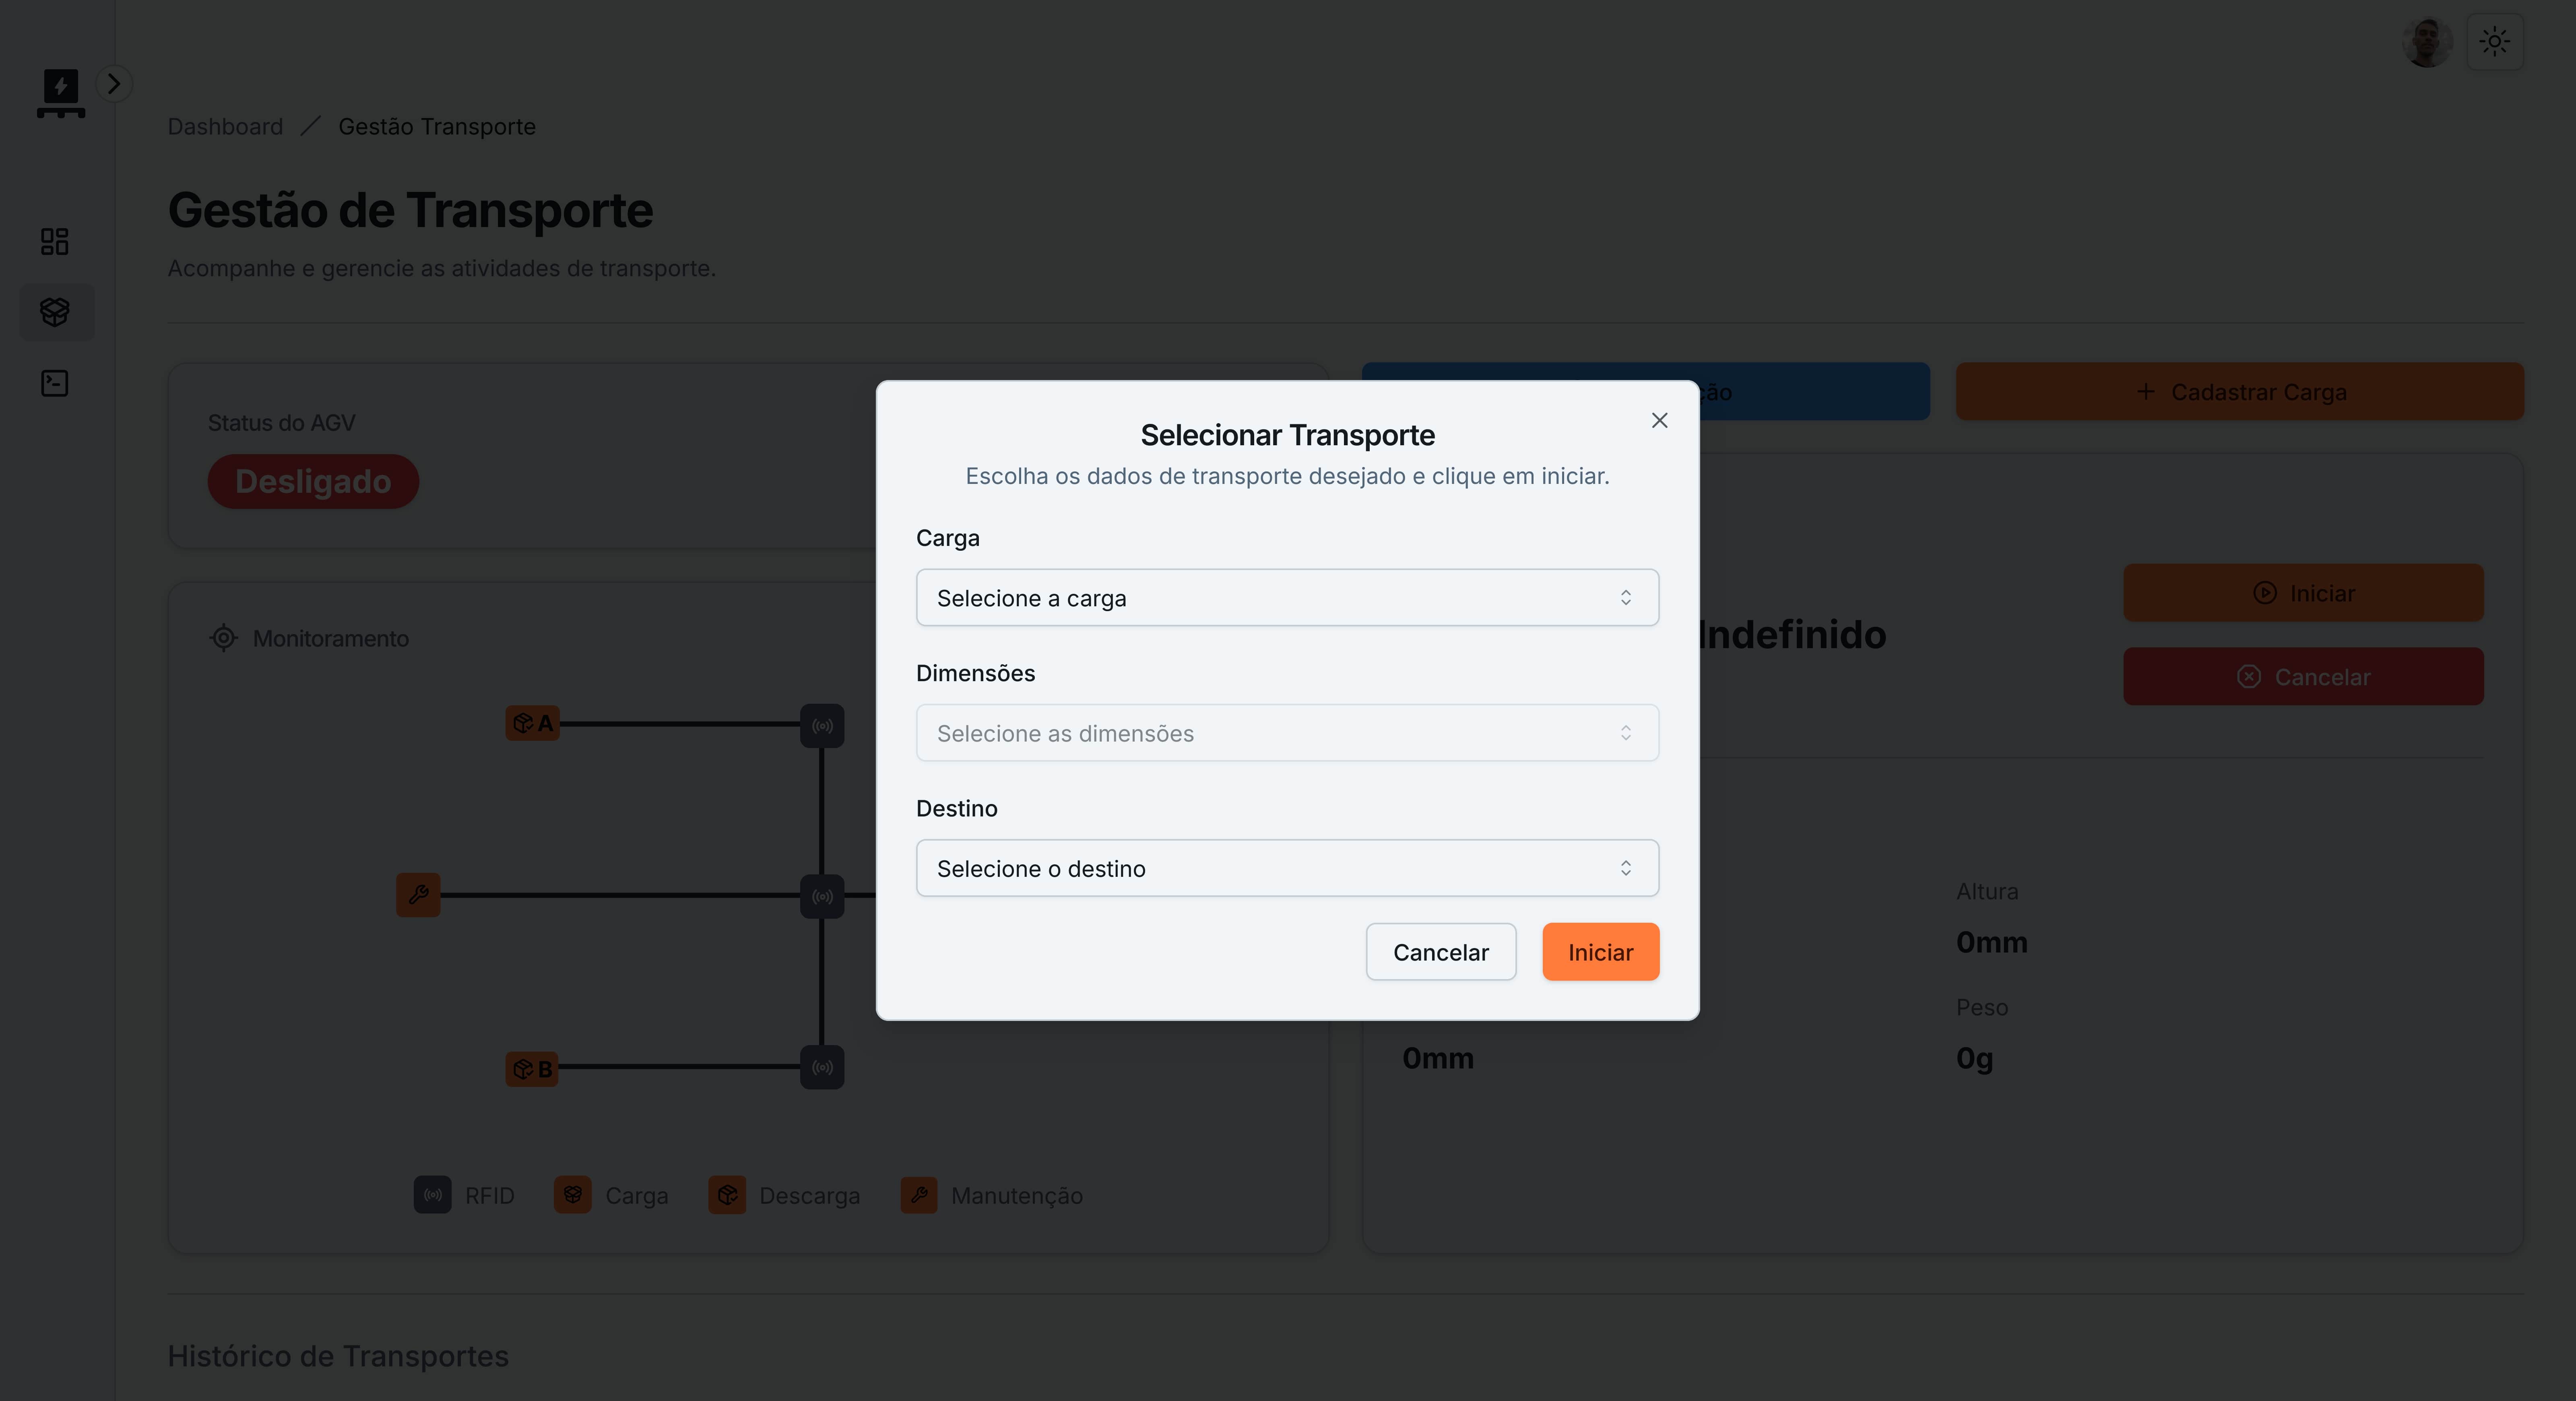 Dashboard / Gestão Transporte
Gestão de Transporte
Acompanhe e gerencie as atividades de transporte.
Status do AGV
Desligado
+ Cadastrar Carga
Monitoramento
A
B
RFID
Carga
Descarga
Manutenção
Selecionar Transporte
Escolha os dados de transporte desejado e clique em iniciar.
Carga
Selecione a carga
Dimensões
Selecione as dimensões
Destino
Selecione o destino
Cancelar
Iniciar
Indefinido
Iniciar
Cancelar
Altura
0mm
Peso
0mm
0g
Histórico de Transportes